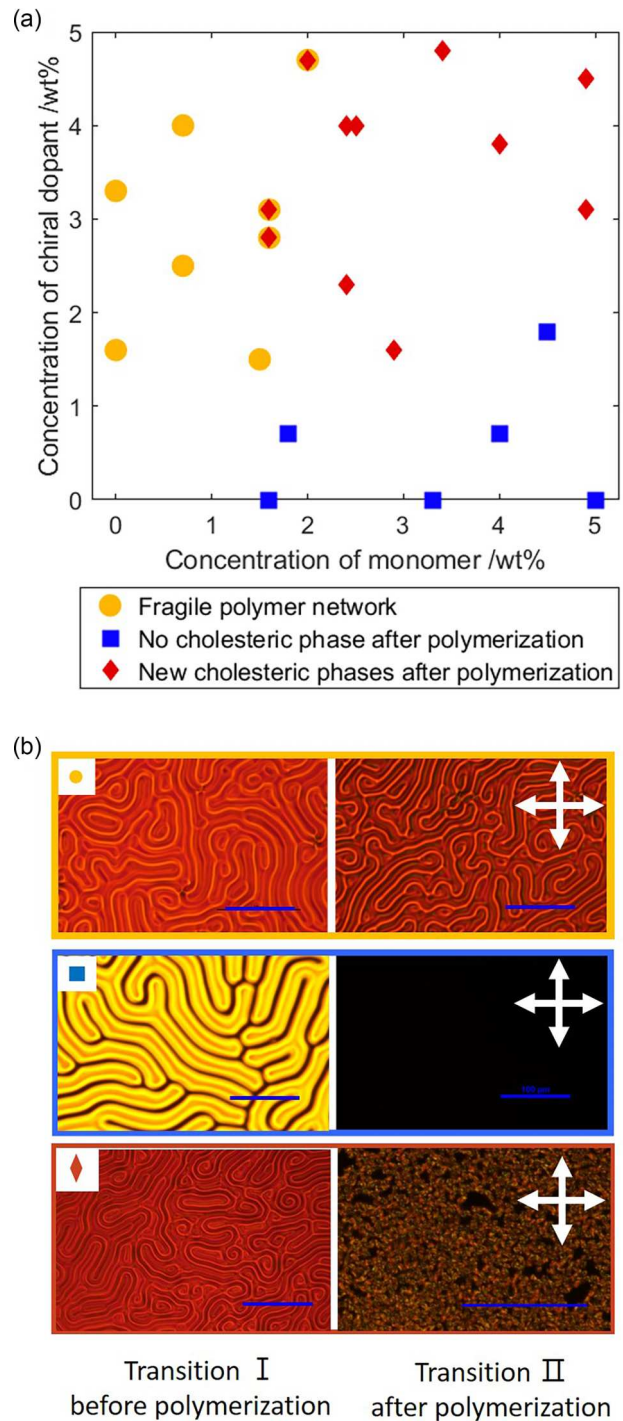 (a)
5
4
3
2
1
0
Concentration of chiral dopant /wt%
0 1 2 3 4 5
Concentration of monomer /wt%
Fragile polymer network
No cholesteric phase after polymerization
New cholesteric phases after polymerization
(b)
100 μm
Transition Ⅰ
before polymerization
Transition Ⅱ
after polymerization